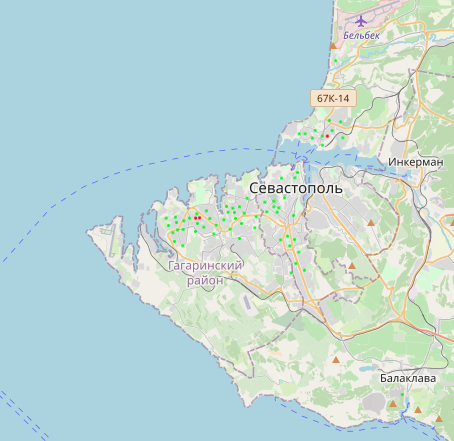 Бельбек
67К-14
Инкерман
Севастополь
Гагаринский
район
Балаклава